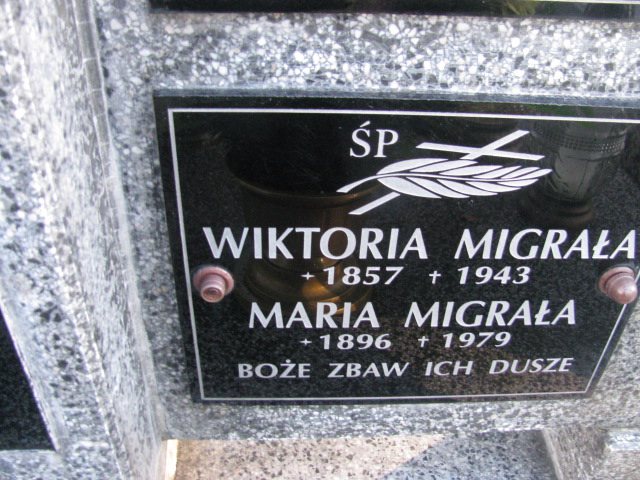 ŚP
WIKTORIA MIGRAŁA
+1857 +1943
MARIA MIGRAŁA
+1896 +1979
BOŻE ZBAW ICH DUSZE